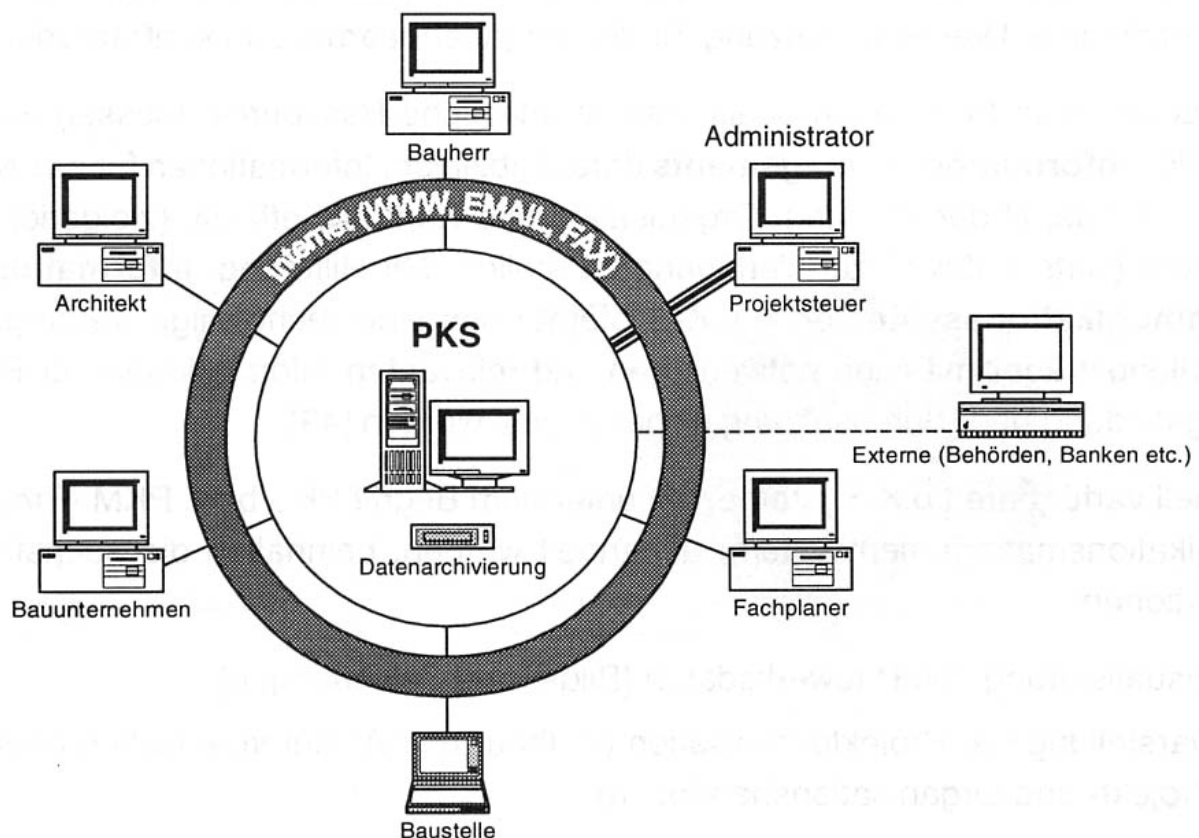 Bauherr
Administrator
Architekt
Internet (WWW, EMAIL, FAX)
Projektsteuer
PKS
Externe (Behörden, Banken etc.)
Datenarchivierung
Bauunternehmen
Fachplaner
Baustelle